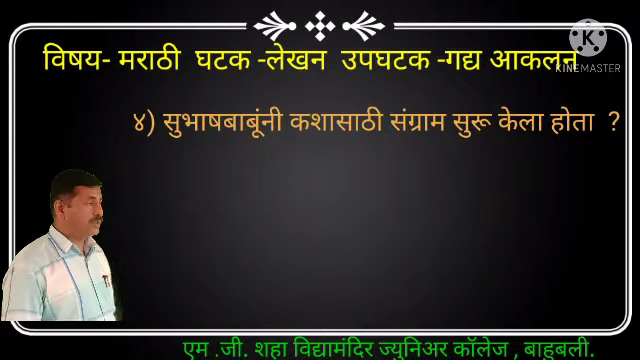 विषय- मराठी घटक -लेखन उपघटक -गद्य आकलन
KINEMASTER
४) सुभाषबाबूंनी कशासाठी संग्राम सुरू केला होता ?
एम .जी. शहा विद्यामंदिर ज्युनिअर कॉलेज , बाहुबली.